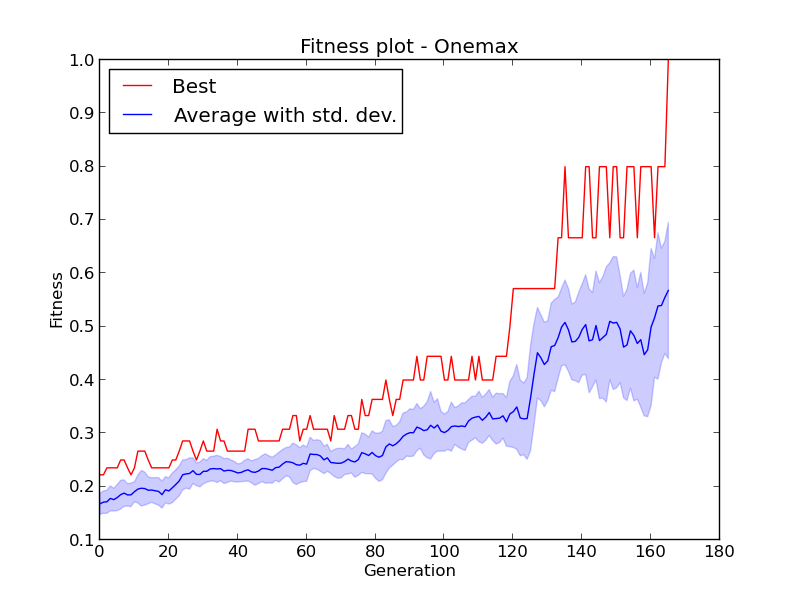 Fitness plot - Onemax
Best
Average with std. dev.
Fitness
1.0
0.9
0.8
0.7
0.6
0.5
0.4
0.3
0.2
0.1
0 20 40 60 80 100 120 140 160 180
Generation